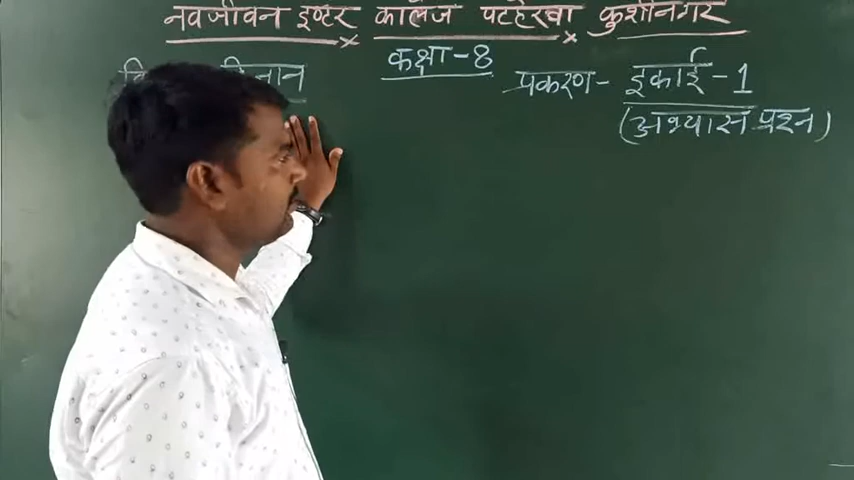 नवजीवन इण्टर कालेज पटहेरवा कुशीनगर
कक्षा-8
प्रकरण- इकाई-1
(अभ्यास प्रश्न)